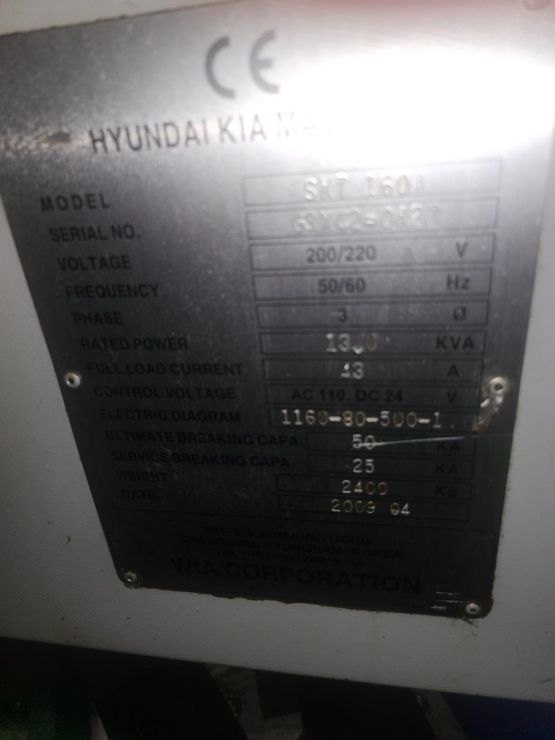 CE
HYUNDAI KIA
MODEL SKT 160A
SERIAL NO.
VOLTAGE 200/220 V
FREQUENCY 50/60 Hz
PHASE 3 Ø
RATED POWER KVA
FULL LOAD CURRENT 43 A
CONTROL VOLTAGE AC 110. DC 24 V
ELECTRIC DIAGRAM 1160-80-500-1
ULTIMATE BREAKING CAPA. 50 KA
SERVICE BREAKING CAPA. 25 KA
WEIGHT 2400 Kg
DATE 2009 04
KOREA
WIA CORPORATION